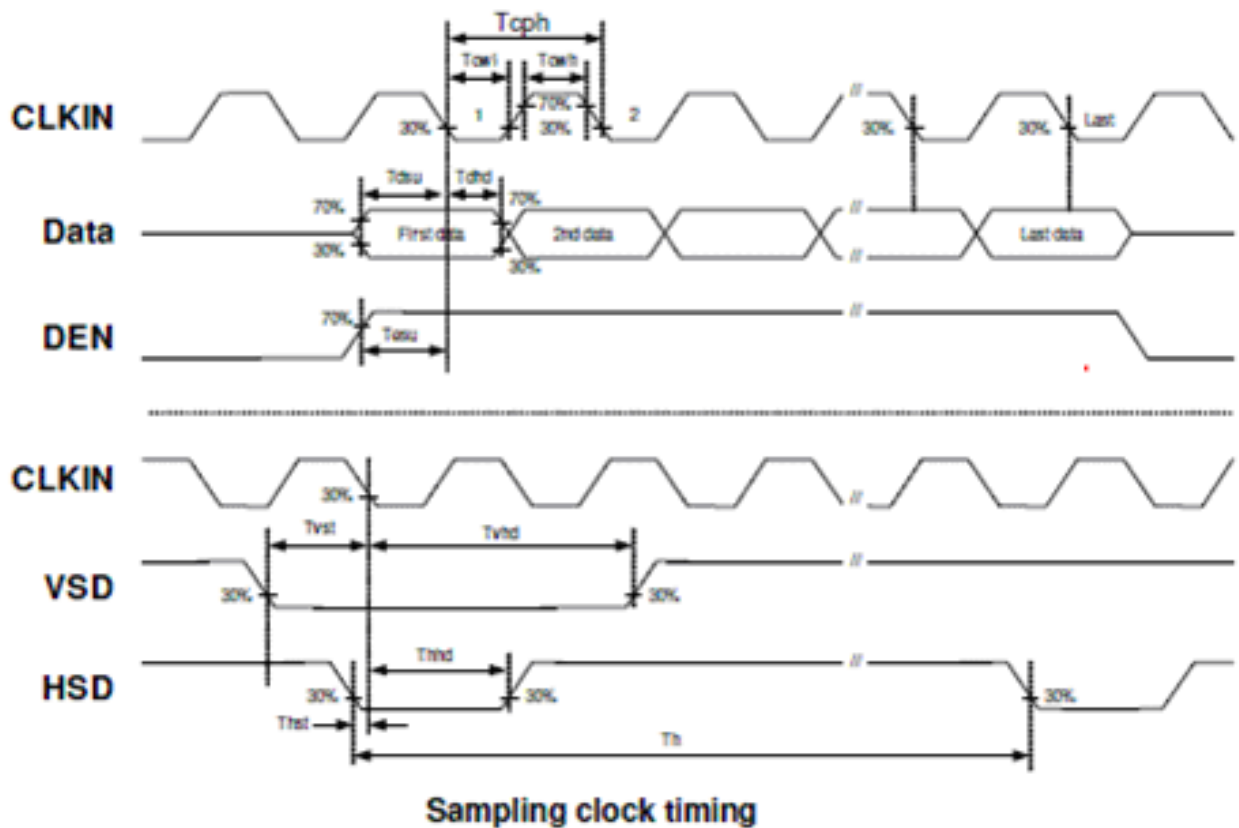 Tcph
Tcwl Tcwh
CLKIN 30% 1 70% 30% 2 // 30% 30% Last
Tdsu Tdhd
70% 70%
Data First data 2nd data // Last data
30% 30%
DEN 70% Tesu //
CLKIN 30% //
Tvst Tvhd
VSD 30% 30% //
Thhd
HSD 30% 30% // 30%
Thst
Th
Sampling clock timing